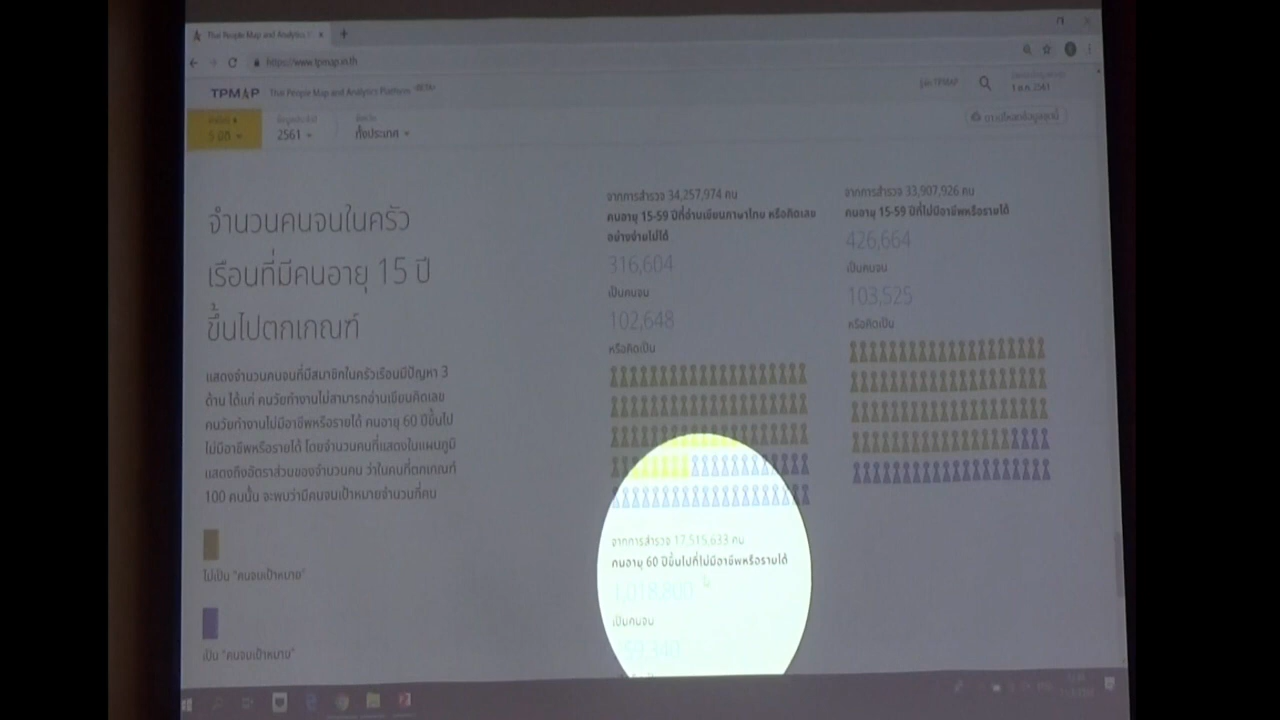 Thai People Map and Analytics
https://www.tpmap.in.th
TPMAP Thai People Map and Analytics Platform
5 มิติ
2561
ทั้งประเทศ
จำนวนคนจนในครัว
เรือนที่มีคนอายุ 15 ปี
ขึ้นไปตกเกณฑ์
แสดงจำนวนคนจนที่มีสมาชิกในครัวเรือนมีปัญหา 3
ด้าน ได้แก่ คนวัยทำงานไม่สามารถอ่านเขียนคิดเลข
คนวัยทำงานไม่มีอาชีพหรือรายได้ คนอายุ 60 ปีขึ้นไป
ไม่มีอาชีพหรือรายได้ โดยจำนวนคนที่แสดงในแผนภูมิ
แสดงถึงอัตราส่วนของจำนวนคน ว่าในคนที่ตกเกณฑ์
100 คนนั้น จะพบว่ามีคนจนเป้าหมายจำนวนกี่คน
ไม่เป็น "คนจนเป้าหมาย"
เป็น "คนจนเป้าหมาย"
จากการสำรวจ 34,257,974 คน
คนอายุ 15-59 ปีที่อ่านเขียนภาษาไทย หรือคิดเลข
อย่างง่ายไม่ได้
316,604
เป็นคนจน
102,648
หรือคิดเป็น
จากการสำรวจ 33,907,926 คน
คนอายุ 15-59 ปีที่ไม่มีอาชีพหรือรายได้
426,664
เป็นคนจน
103,525
หรือคิดเป็น
จากการสำรวจ 17,515,633 คน
คนอายุ 60 ปีขึ้นไปที่ไม่มีอาชีพหรือรายได้
เป็นคนจน